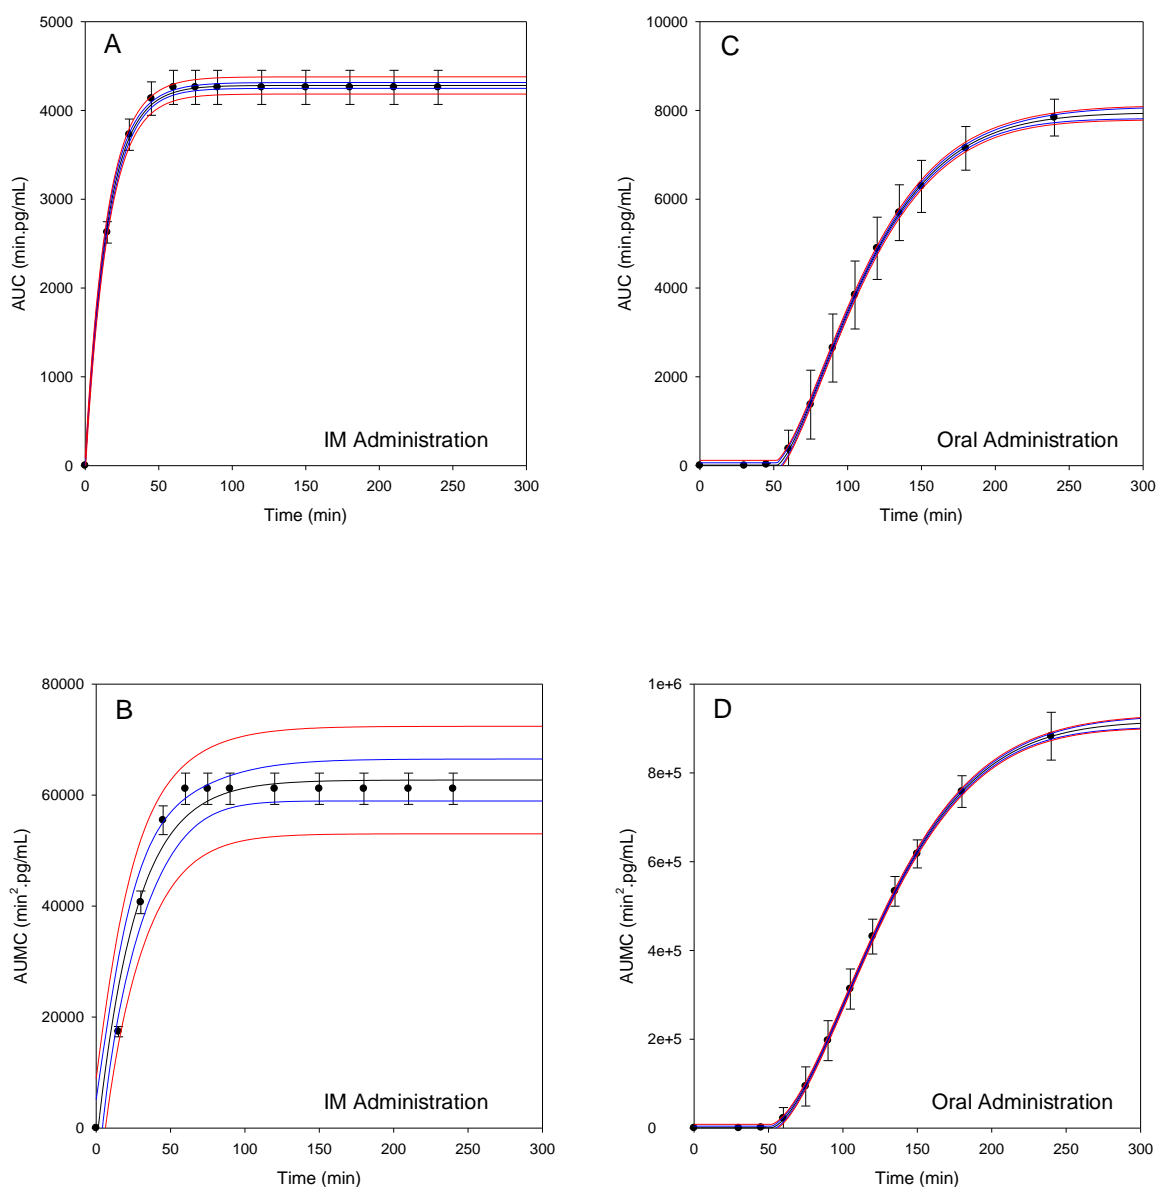 A
AUC (min.pg/mL)
5000
4000
3000
2000
1000
0
IM Administration
0 50 100 150 200 250 300
Time (min)
C
AUC (min.pg/mL)
10000
8000
6000
4000
2000
0
Oral Administration
0 50 100 150 200 250 300
Time (min)
B
AUMC (min².pg/mL)
80000
60000
40000
20000
0
IM Administration
0 50 100 150 200 250 300
Time (min)
D
AUMC (min².pg/mL)
1e+6
8e+5
6e+5
4e+5
2e+5
0
Oral Administration
0 50 100 150 200 250 300
Time (min)